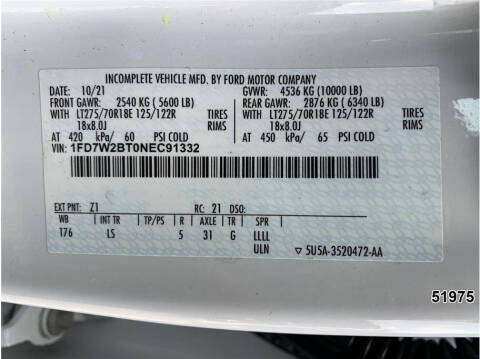 INCOMPLETE VEHICLE MFD. BY FORD MOTOR COMPANY
DATE: 10/21 GVWR: 4536 KG (10000 LB)
FRONT GAWR: 2540 KG (5600 LB) REAR GAWR: 2876 KG (6340 LB)
WITH LT275/70R18E 125/122R TIRES WITH LT275/70R18E 125/122R TIRES
18x8.0J RIMS 18x8.0J RIMS
AT 420 kPa/ 60 PSI COLD AT 450 kPa/ 65 PSI COLD
VIN: 1FD7W2BT0NEC91332
EXT PNT: Z1 RC: 21 DSO:
WB INT TR TP/PS R AXLE TR SPR
176 LS 5 31 G LLLL
ULN 5U5A-3520472-AA
51975